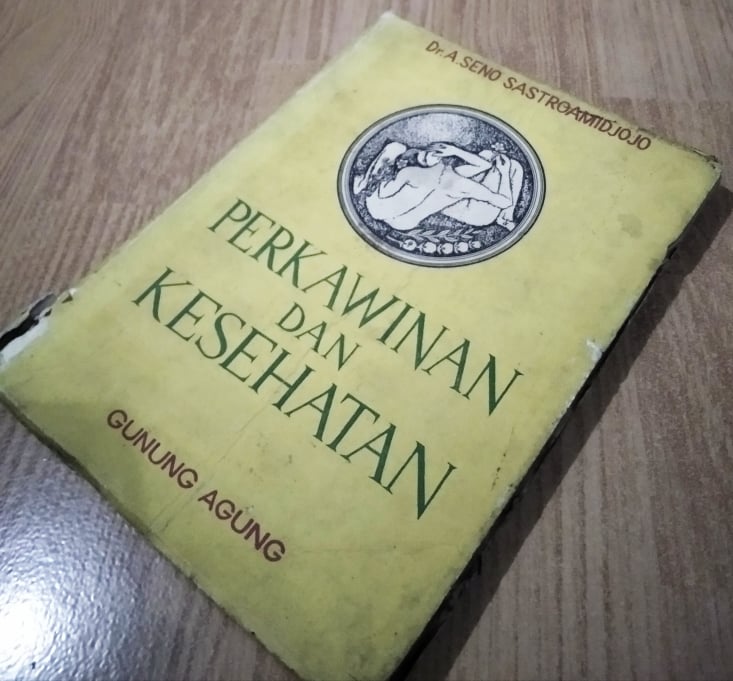 Dr. A. SENO SASTROAMIDJOJO
PERKAWINAN
DAN
KESEHATAN
GUNUNG AGUNG